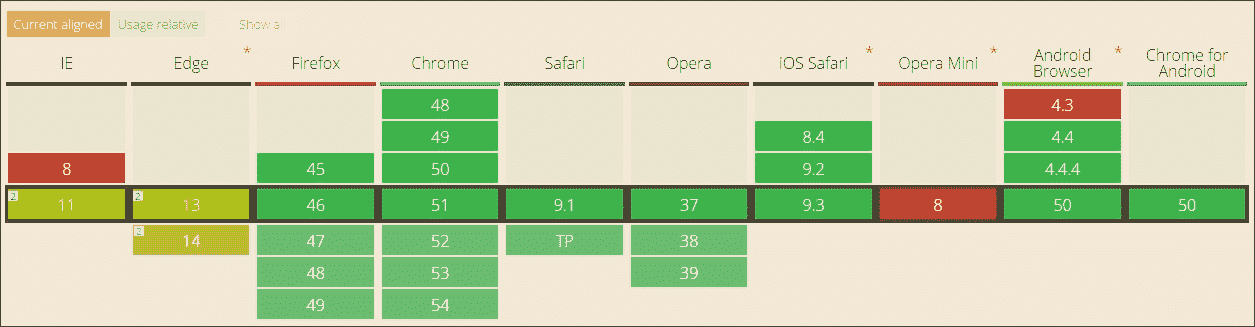 Current aligned Usage relative Show a
IE Edge * Firefox Chrome Safari Opera iOS Safari * Opera Mini * Android Browser * Chrome for Android
48 4.3
49 8.4 4.4
8 45 50 9.2 4.4.4
2 11 2 13 46 51 9.1 37 9.3 8 50 50
2 14 47 52 TP 38
48 53 39
49 54